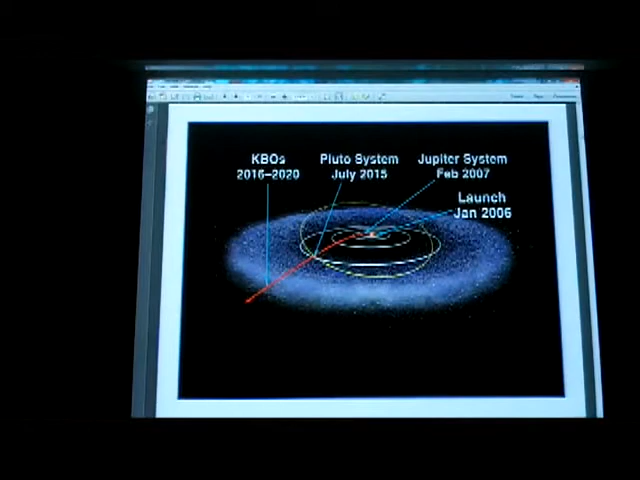 KBOs
2016–2020
Pluto System
July 2015
Jupiter System
Feb 2007
Launch
Jan 2006